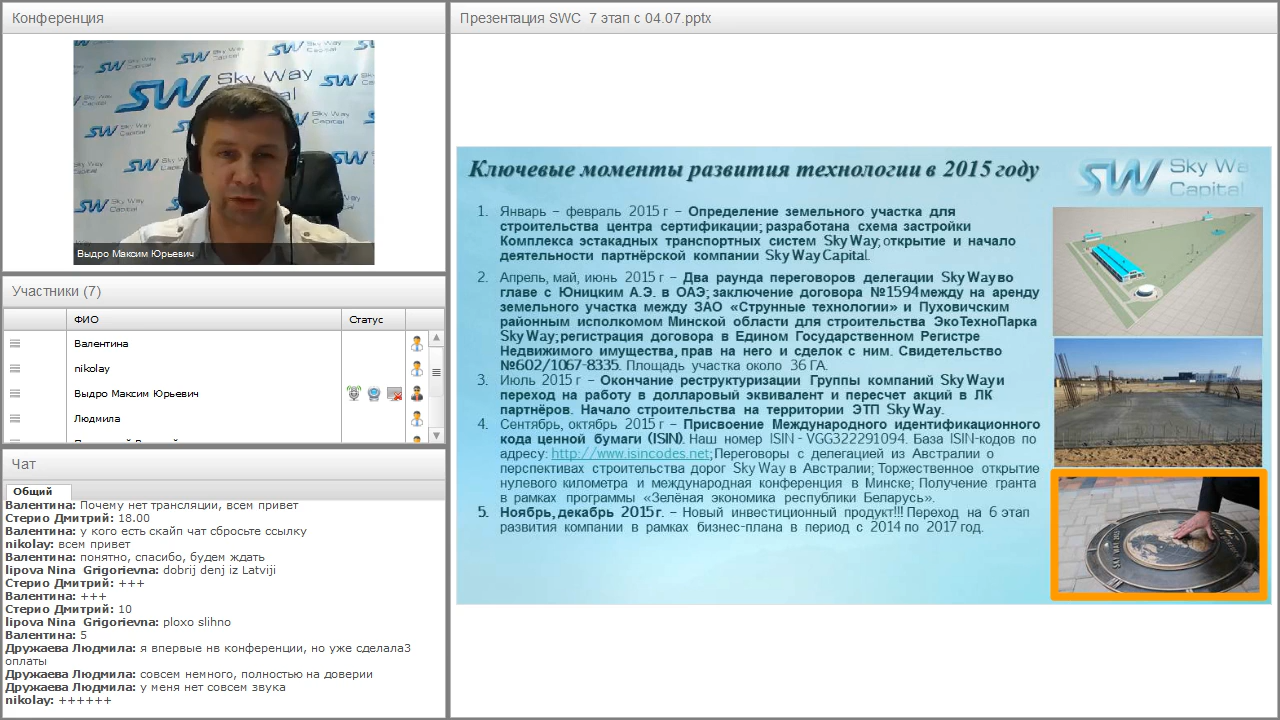 Конференция
Sky Way
Capital
Выдро Максим Юрьевич
Участники (7)
ФИО
Статус
Валентина
nikolay
Выдро Максим Юрьевич
Людмила
Чат
Общий
Валентина: Почему нет трансляции, всем привет
Стерио Дмитрий: 18.00
Валентина: у кого есть скайп чат сбросьте ссылку
nikolay: всем привет
Валентина: понятно, спасибо, будем ждать
lipova Nina Grigorievna: dobrij denj iz Latviji
Стерио Дмитрий: +++
Валентина: +++
Стерио Дмитрий: 10
lipova Nina Grigorievna: ploxo slihno
Валентина: 5
Дружаева Людмила: я впервые нв конференции, но уже сделала3
оплаты
Дружаева Людмила: совсем немного, полностью на доверии
Дружаева Людмила: у меня нет совсем звука
nikolay: ++++++
Презентация SWC 7 этап с 04.07.pptx
Ключевые моменты развития технологии в 2015 году
SW Sky Way
Capital
1. Январь – февраль 2015 г – Определение земельного участка для
строительства центра сертификации; разработана схема застройки
Комплекса эстакадных транспортных систем Sky Way; открытие и начало
деятельности партнёрской компании Sky Way Capital.
2. Апрель, май, июнь 2015 г – Два раунда переговоров делегации Sky Way во
главе с Юницким А.Э. в ОАЭ; заключение договора №1594 между на аренду
земельного участка между ЗАО «Струнные технологии» и Пуховичским
районным исполкомом Минской области для строительства ЭкоТехноПарка
Sky Way; регистрация договора в Едином Государственном Регистре
Недвижимого имущества, прав на него и сделок с ним. Свидетельство
№602/1067-8335. Площадь участка около 36 ГА.
3. Июль 2015 г – Окончание реструктуризации Группы компаний Sky Way и
переход на работу в долларовый эквивалент и пересчет акций в ЛК
партнёров. Начало строительства на территории ЭТП Sky Way.
4. Сентябрь, октябрь 2015 г – Присвоение Международного идентификационного
кода ценной бумаги (ISIN). Наш номер ISIN - VGG322291094. База ISIN-кодов по
адресу: http://www.isincodes.net; Переговоры с делегацией из Австралии о
перспективах строительства дорог Sky Way в Австралии; Торжественное открытие
нулевого километра и международная конференция в Минске; Получение гранта
в рамках программы «Зелёная экономика республики Беларусь».
5. Ноябрь, декабрь 2015 г. – Новый инвестиционный продукт!!! Переход на 6 этап
развития компании в рамках бизнес-плана в период с 2014 по 2017 год.